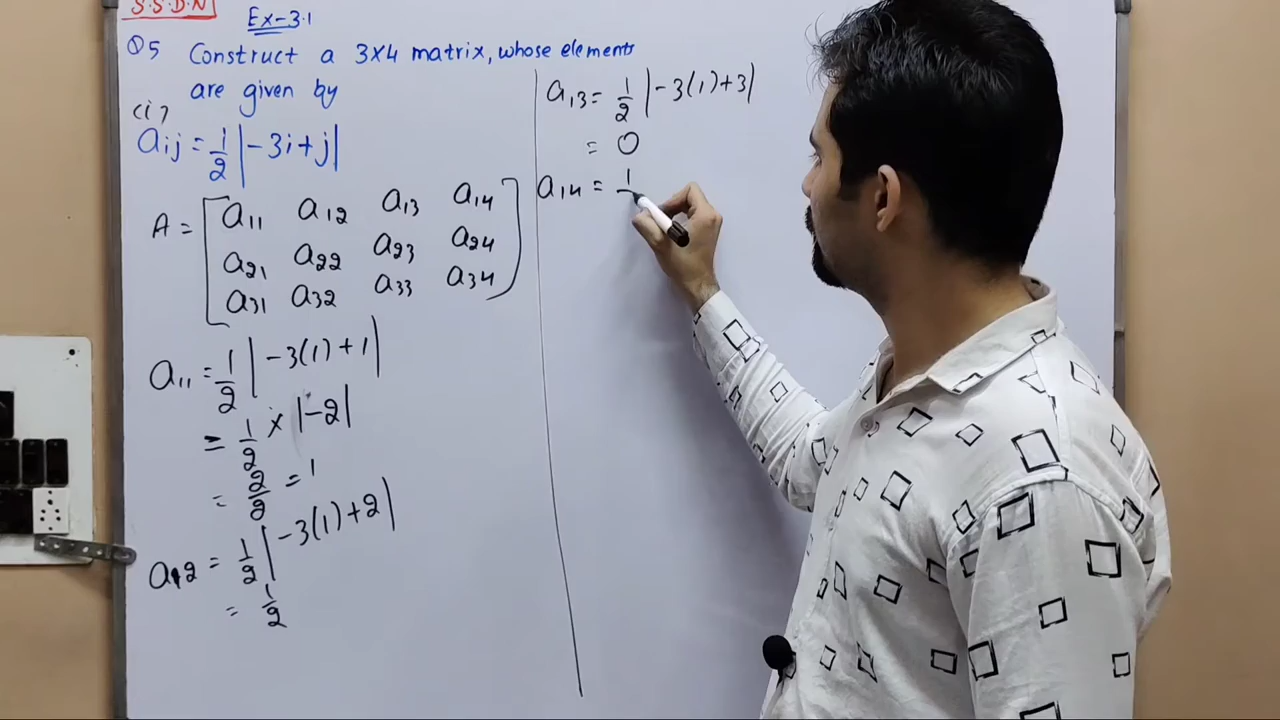 S.S.D.N
Ex-3.1
Q5 Construct a 3x4 matrix, whose elements
are given by
(i)
aij = 1/2 |-3i+j|
A = [a11 a12 a13 a14
a21 a22 a23 a24
a31 a32 a33 a34]
a11 = 1/2 |-3(1)+1|
= 1/2 × |-2|
= 2/2 = 1
a12 = 1/2 |-3(1)+2|
= 1/2
a13 = 1/2 |-3(1)+3|
= 0
a14 = 1